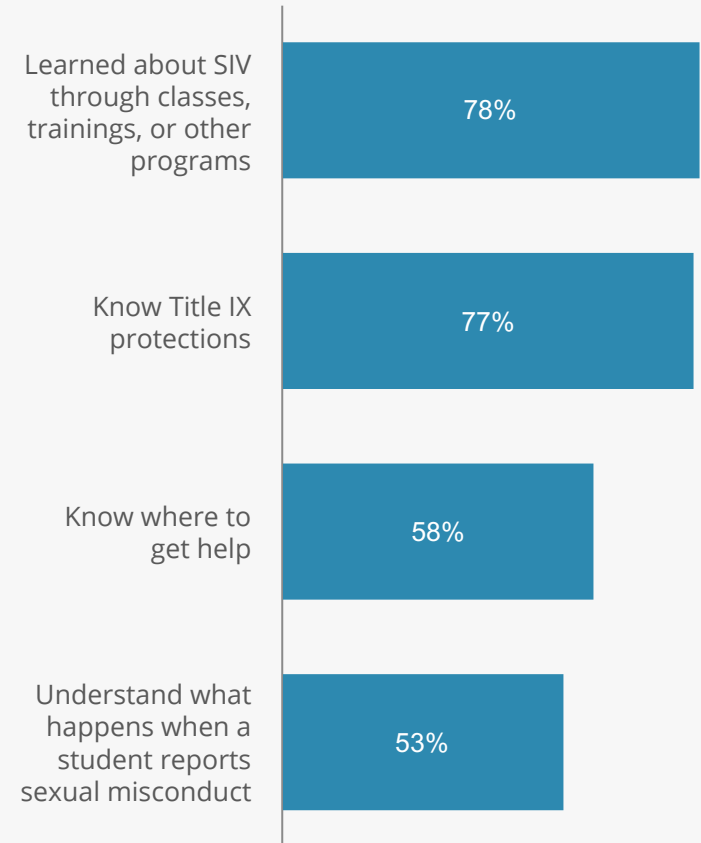 Learned about SIV
through classes,
trainings, or other
programs
78%
Know Title IX
protections
77%
Know where to
get help
58%
Understand what
happens when a
student reports
sexual misconduct
53%